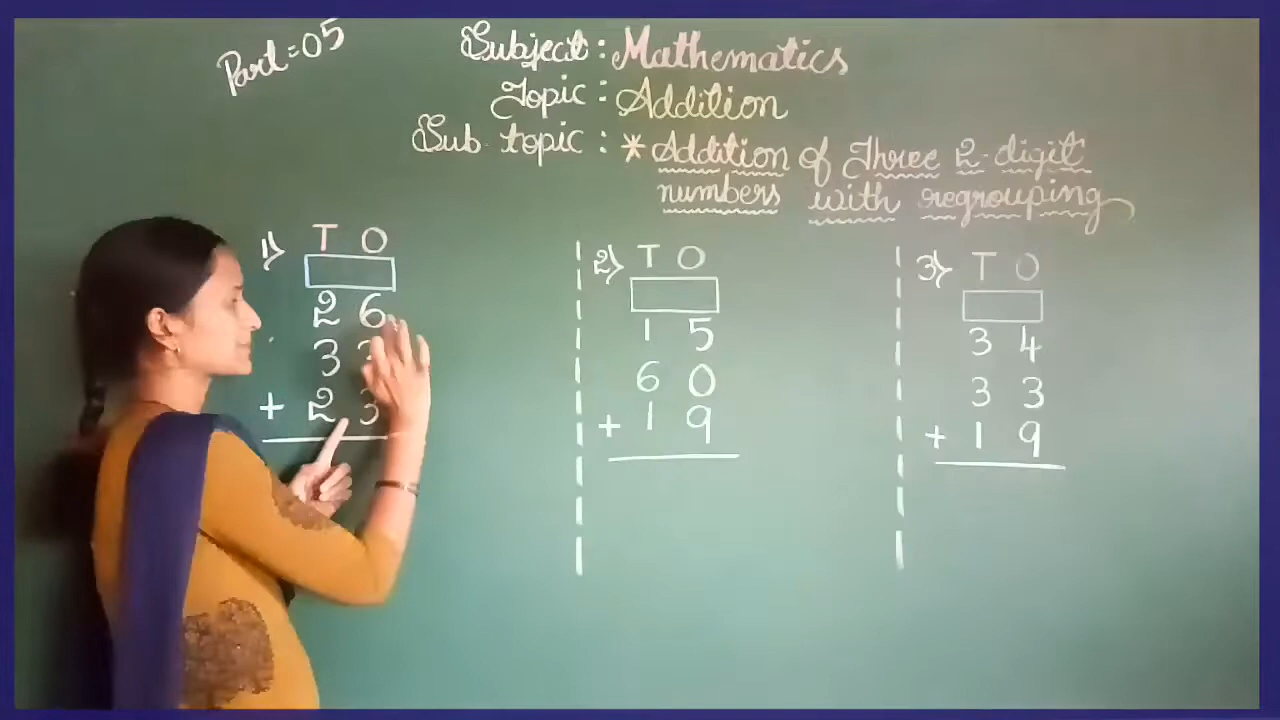 Part=05
Subject: Mathematics
Topic: Addition
Sub topic: * Addition of Three 2-digit
numbers with regrouping
1) T O
2 6
3
+ 2 3
2) T O
1 5
6 0
+ 1 9
3) T O
3 4
3 3
+ 1 9